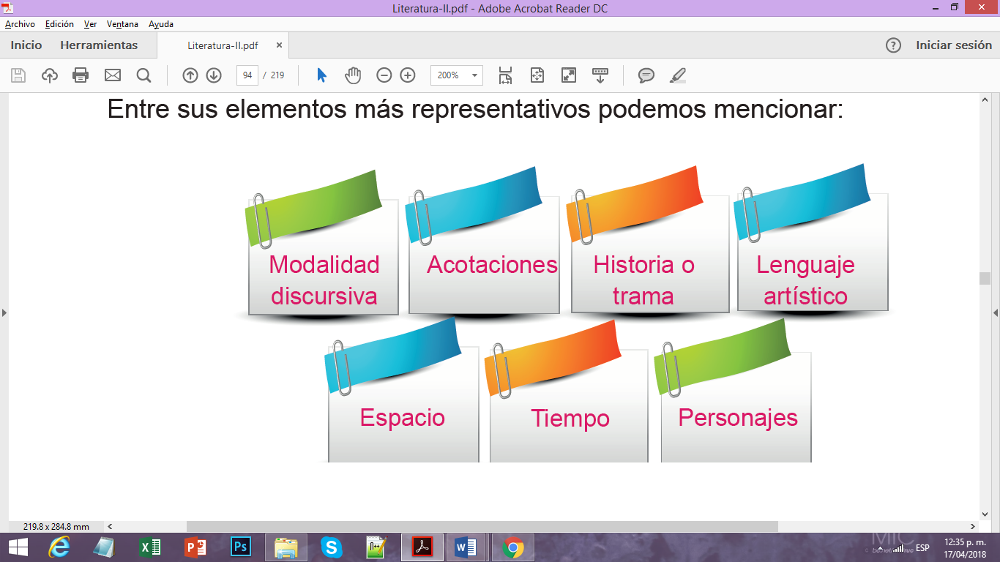 Literatura-II.pdf - Adobe Acrobat Reader DC
Archivo Edición Ver Ventana Ayuda
Inicio Herramientas Literatura-II.pdf Iniciar sesión
94 / 219 200%
Entre sus elementos más representativos podemos mencionar:
Modalidad
discursiva
Acotaciones
Historia o
trama
Lenguaje
artístico
Espacio
Tiempo
Personajes
219.8 x 284.8 mm
ESP
12:35 p. m.
17/04/2018